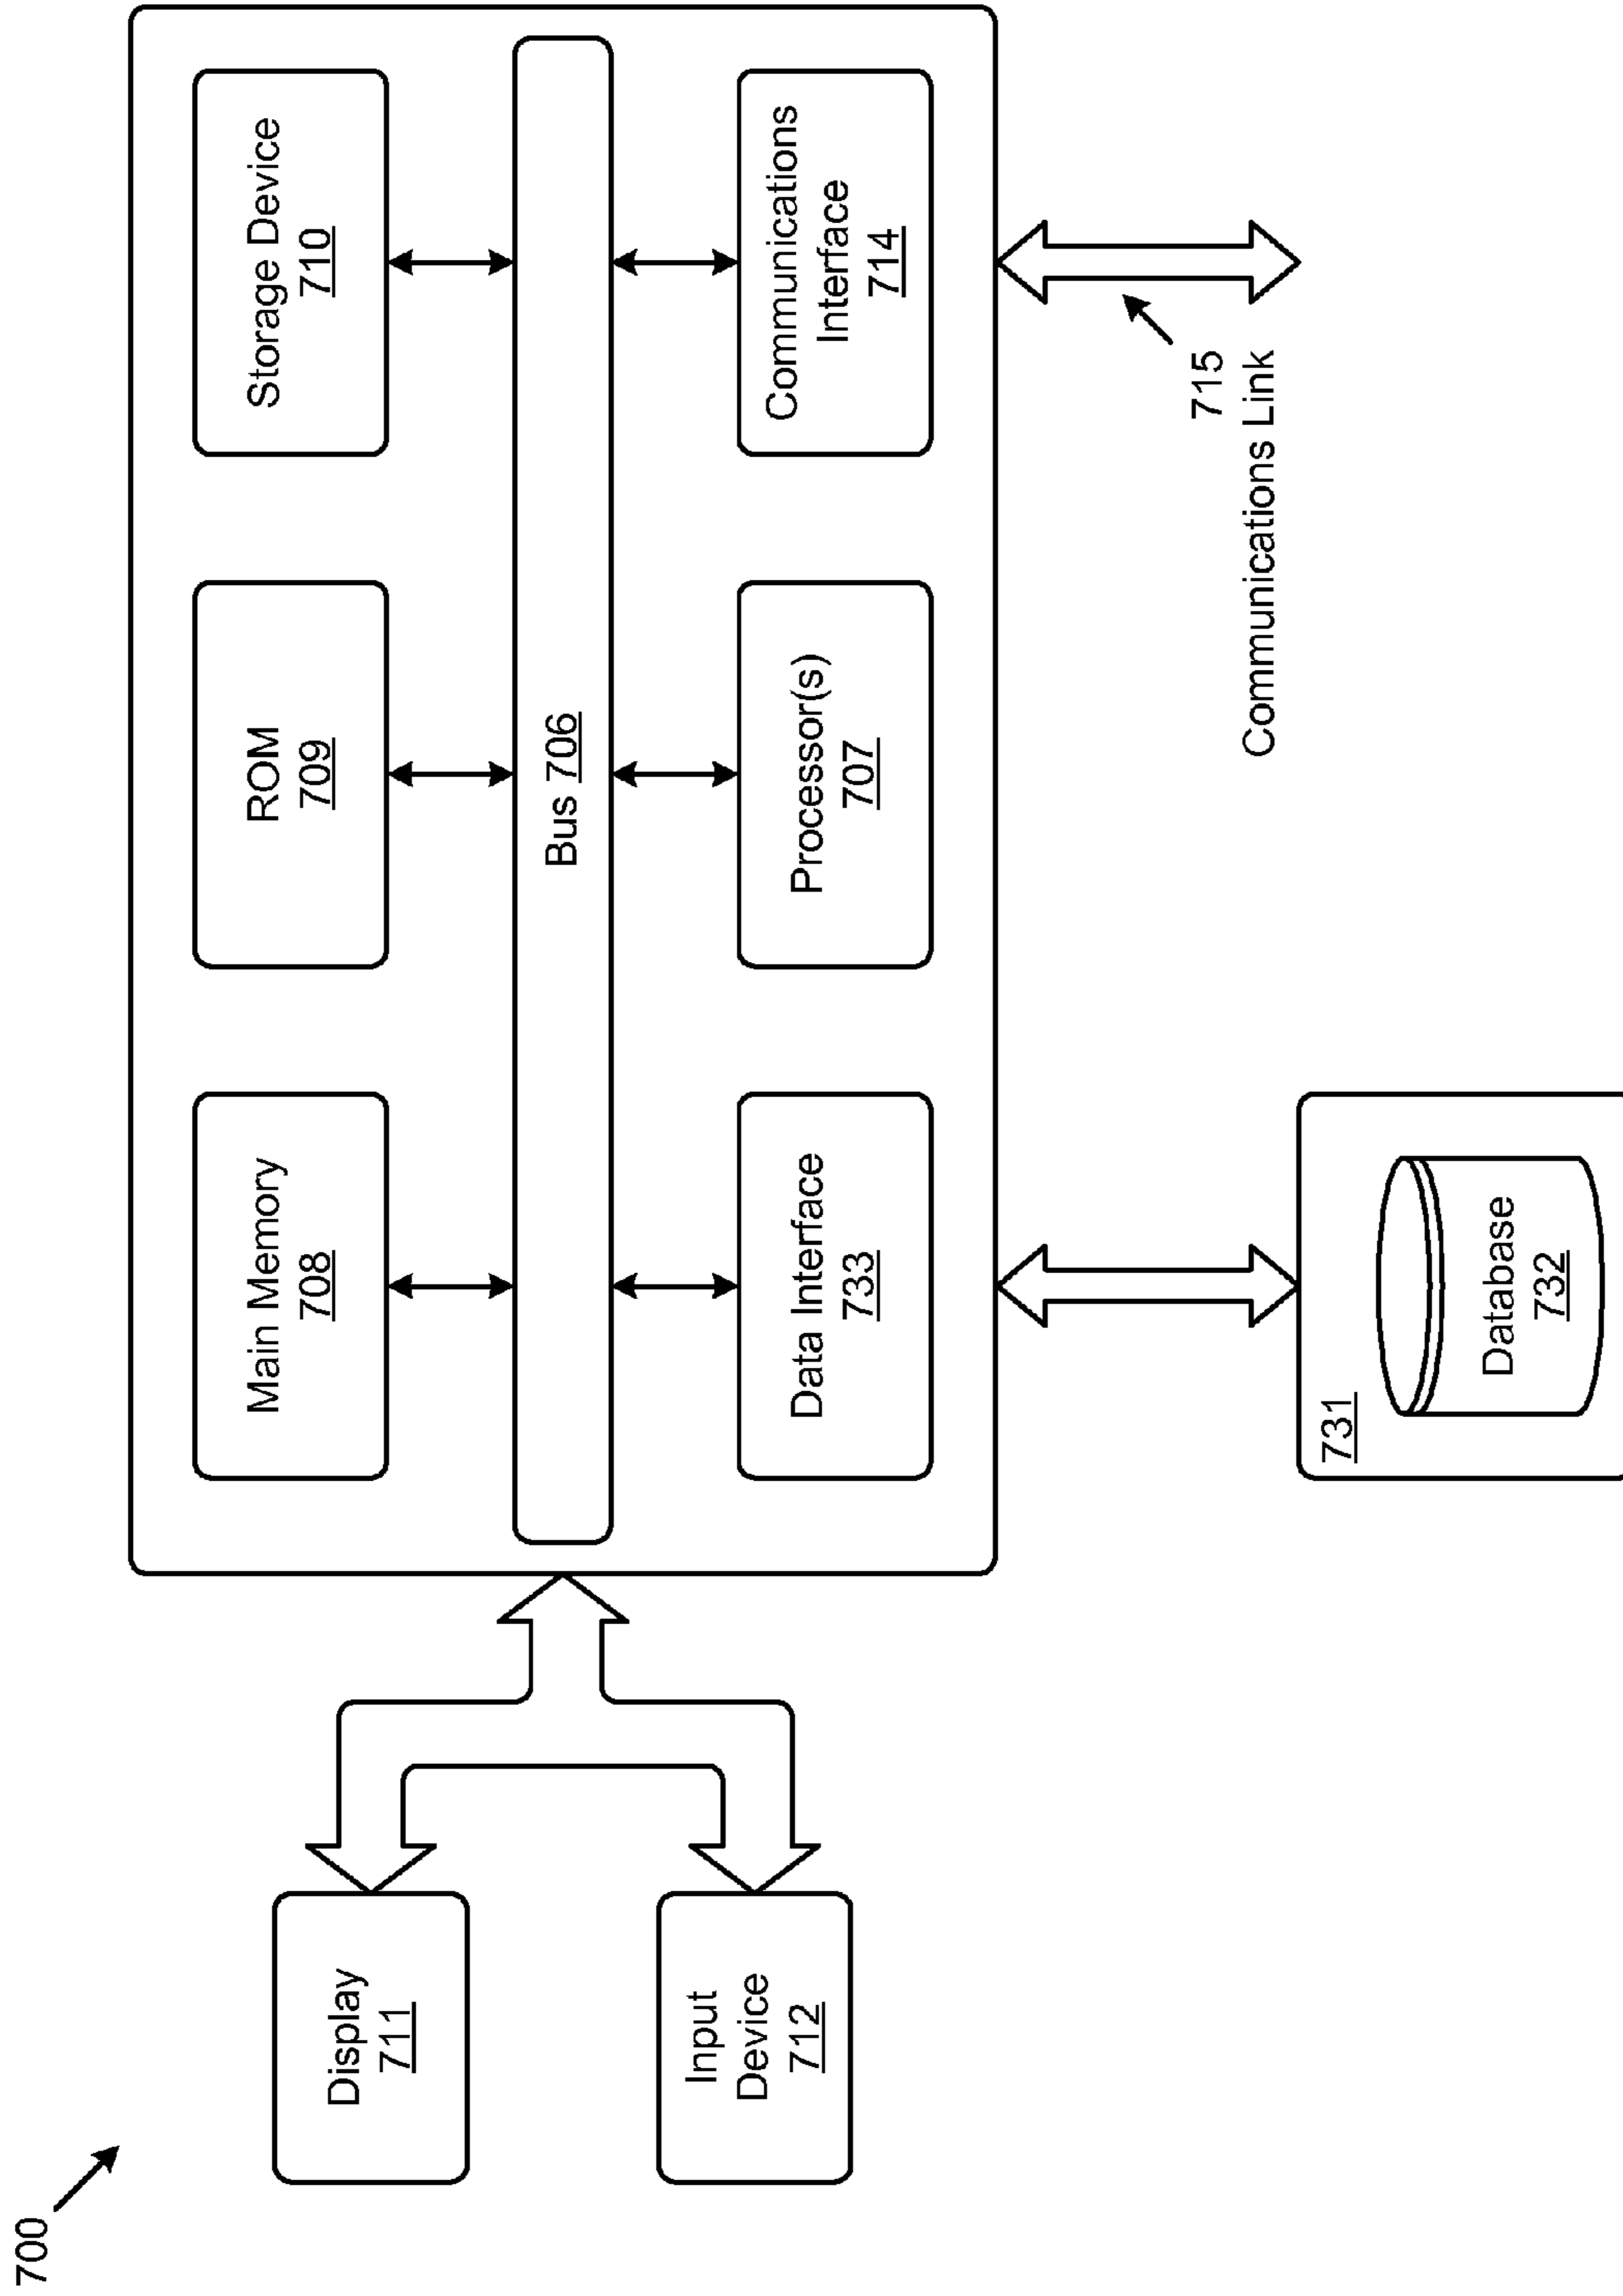 700
Display
711
Input
Device
712
Main Memory
708
ROM
709
Storage Device
710
Bus 706
Data Interface
733
Processor(s)
707
Communications
Interface
714
715
Communications Link
731
Database
732